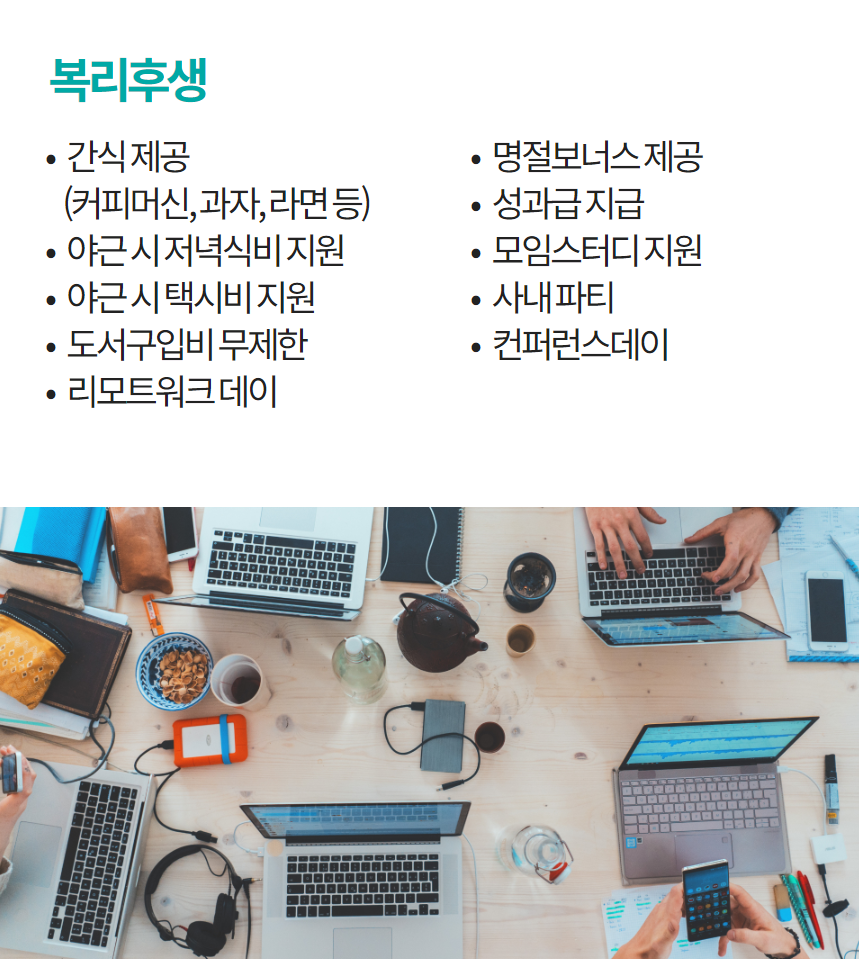 복리후생
• 간식 제공
(커피머신, 과자, 라면 등)
• 야근 시 저녁식비 지원
• 야근 시 택시비 지원
• 도서구입비 무제한
• 리모트워크 데이
• 명절보너스 제공
• 성과급 지급
• 모임스터디 지원
• 사내 파티
• 컨퍼런스데이